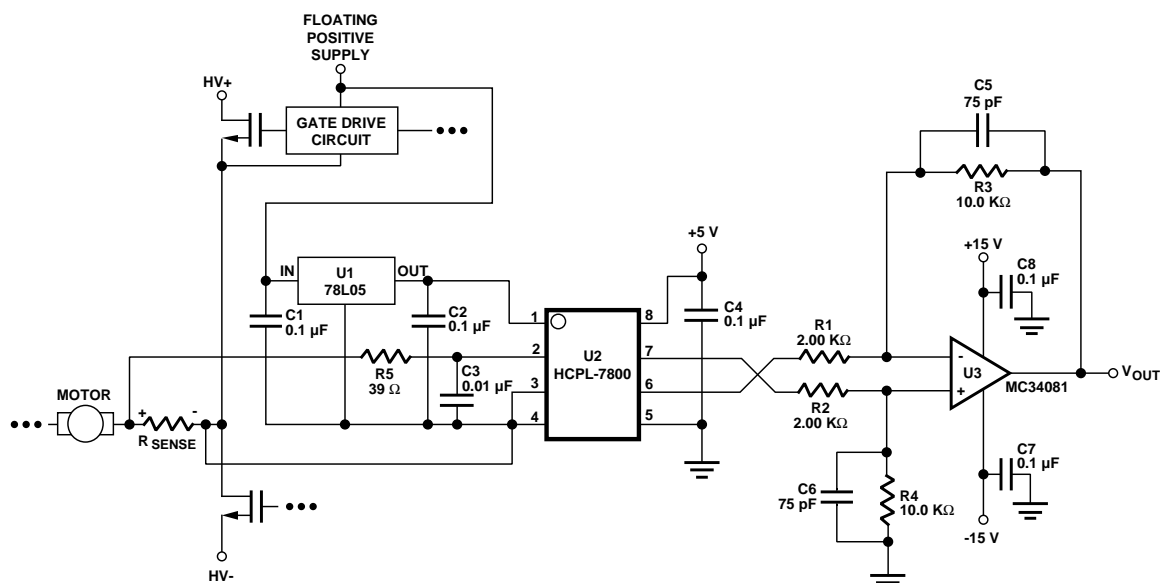 FLOATING
POSITIVE
SUPPLY
HV+
GATE DRIVE
CIRCUIT
C5
75 pF
R3
10.0 KΩ
+5 V
+15 V
IN
U1
78L05
OUT
C8
0.1 µF
C1
0.1 µF
C2
0.1 µF
C4
0.1 µF
1
8
R1
2.00 KΩ
2
U2
HCPL-7800
7
-
U3
+
MC34081
VOUT
R5
39 Ω
C3
0.01 µF
3
6
R2
2.00 KΩ
MOTOR
+
-
R SENSE
4
5
C7
0.1 µF
C6
75 pF
R4
10.0 KΩ
-15 V
HV-